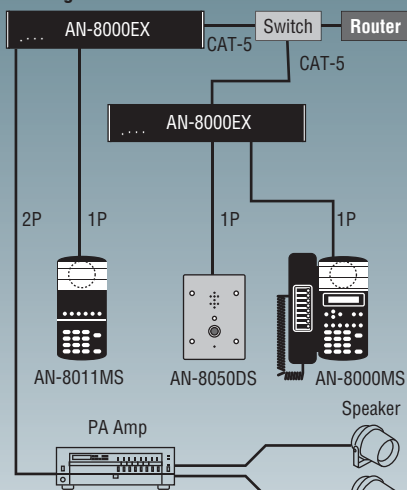 AN-8000EX
Switch
Router
CAT-5
CAT-5
AN-8000EX
2P
1P
1P
1P
AN-8011MS
AN-8050DS
AN-8000MS
Speaker
PA Amp